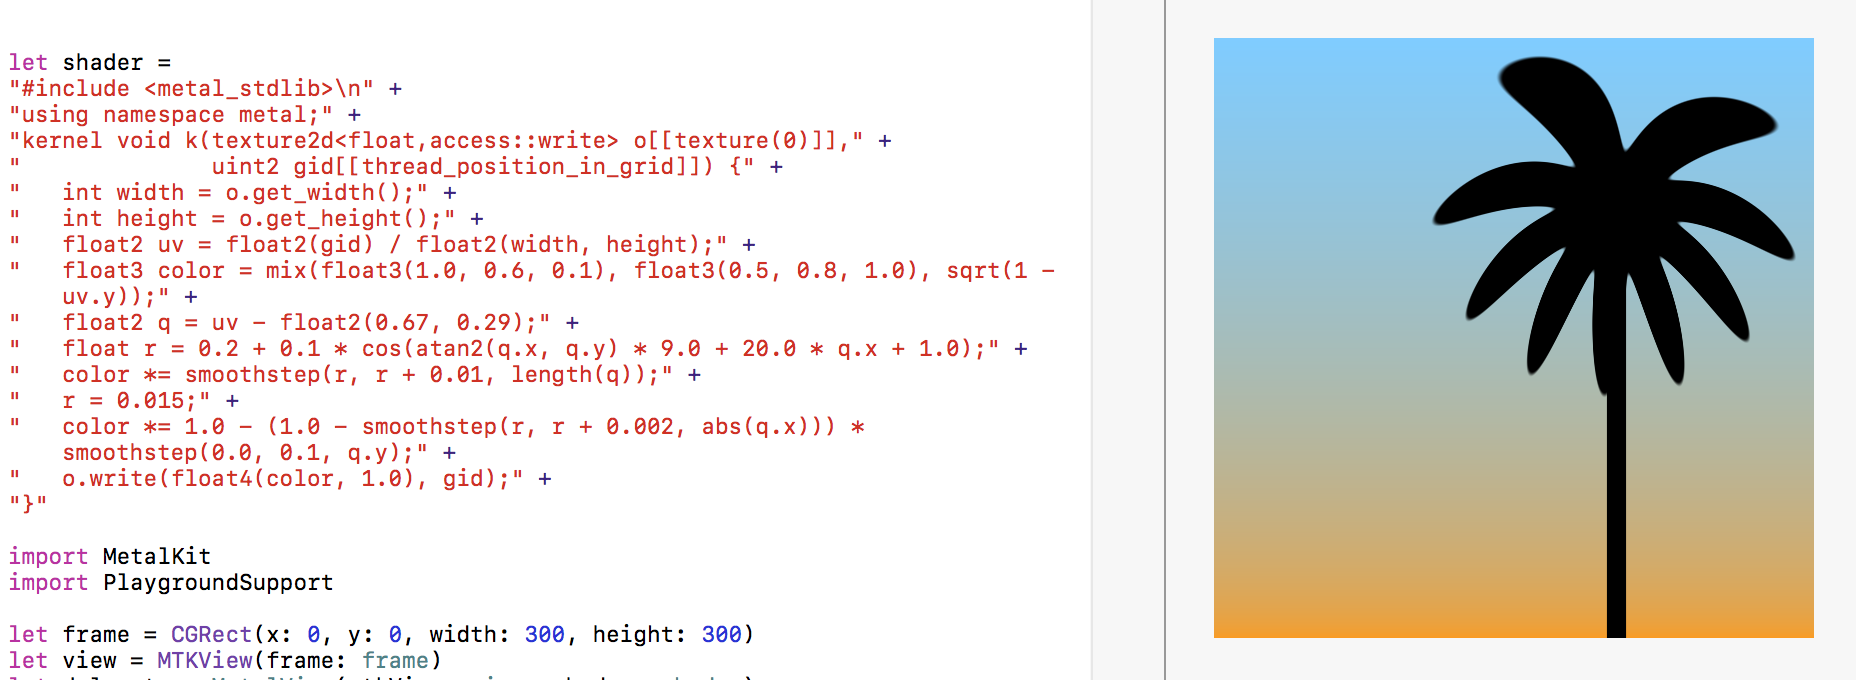 let shader =
"#include <metal_stdlib>\n" +
"using namespace metal;" +
"kernel void k(texture2d<float,access::write> o[[texture(0)]]," +
"              uint2 gid[[thread_position_in_grid]]) {" +
"   int width = o.get_width();" +
"   int height = o.get_height();" +
"   float2 uv = float2(gid) / float2(width, height);" +
"   float3 color = mix(float3(1.0, 0.6, 0.1), float3(0.5, 0.8, 1.0), sqrt(1 -
    uv.y));" +
"   float2 q = uv - float2(0.67, 0.29);" +
"   float r = 0.2 + 0.1 * cos(atan2(q.x, q.y) * 9.0 + 20.0 * q.x + 1.0);" +
"   color *= smoothstep(r, r + 0.01, length(q));" +
"   r = 0.015;" +
"   color *= 1.0 - (1.0 - smoothstep(r, r + 0.002, abs(q.x))) *
    smoothstep(0.0, 0.1, q.y);" +
"   o.write(float4(color, 1.0), gid);" +
"}"
import MetalKit
import PlaygroundSupport
let frame = CGRect(x: 0, y: 0, width: 300, height: 300)
let view = MTKView(frame: frame)